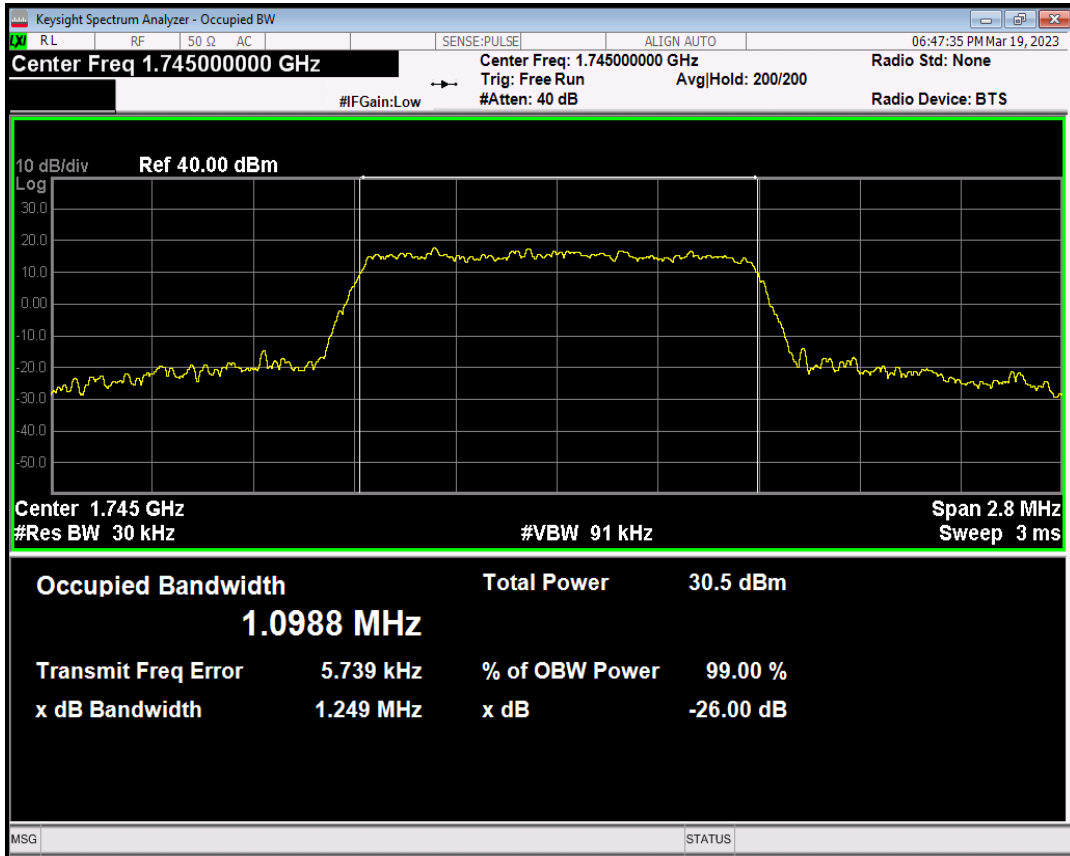 Keysight Spectrum Analyzer - Occupied BW
LXI RL RF 50 Ω AC SENSE:PULSE ALIGN AUTO 06:47:35 PM Mar 19, 2023
Center Freq 1.745000000 GHz
Center Freq: 1.745000000 GHz
Radio Std: None
Trig: Free Run Avg|Hold: 200/200
#IFGain:Low #Atten: 40 dB Radio Device: BTS
10 dB/div Ref 40.00 dBm
Log
30.0
20.0
10.0
0.00
-10.0
-20.0
-30.0
-40.0
-50.0
Center 1.745 GHz Span 2.8 MHz
#Res BW 30 kHz #VBW 91 kHz Sweep 3 ms
Occupied Bandwidth Total Power 30.5 dBm
1.0988 MHz
Transmit Freq Error 5.739 kHz % of OBW Power 99.00 %
x dB Bandwidth 1.249 MHz x dB -26.00 dB
MSG STATUS